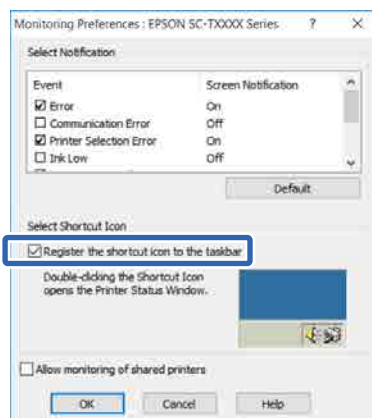 Monitoring Preferences : EPSON SC-TXXXX Series
Select Notification
Event Screen Notification
Error On
Communication Error Off
Printer Selection Error On
Ink Low Off
Default
Select Shortcut Icon
Register the shortcut icon to the taskbar
Double-clicking the Shortcut Icon
opens the Printer Status Window.
Allow monitoring of shared printers
OK Cancel Help